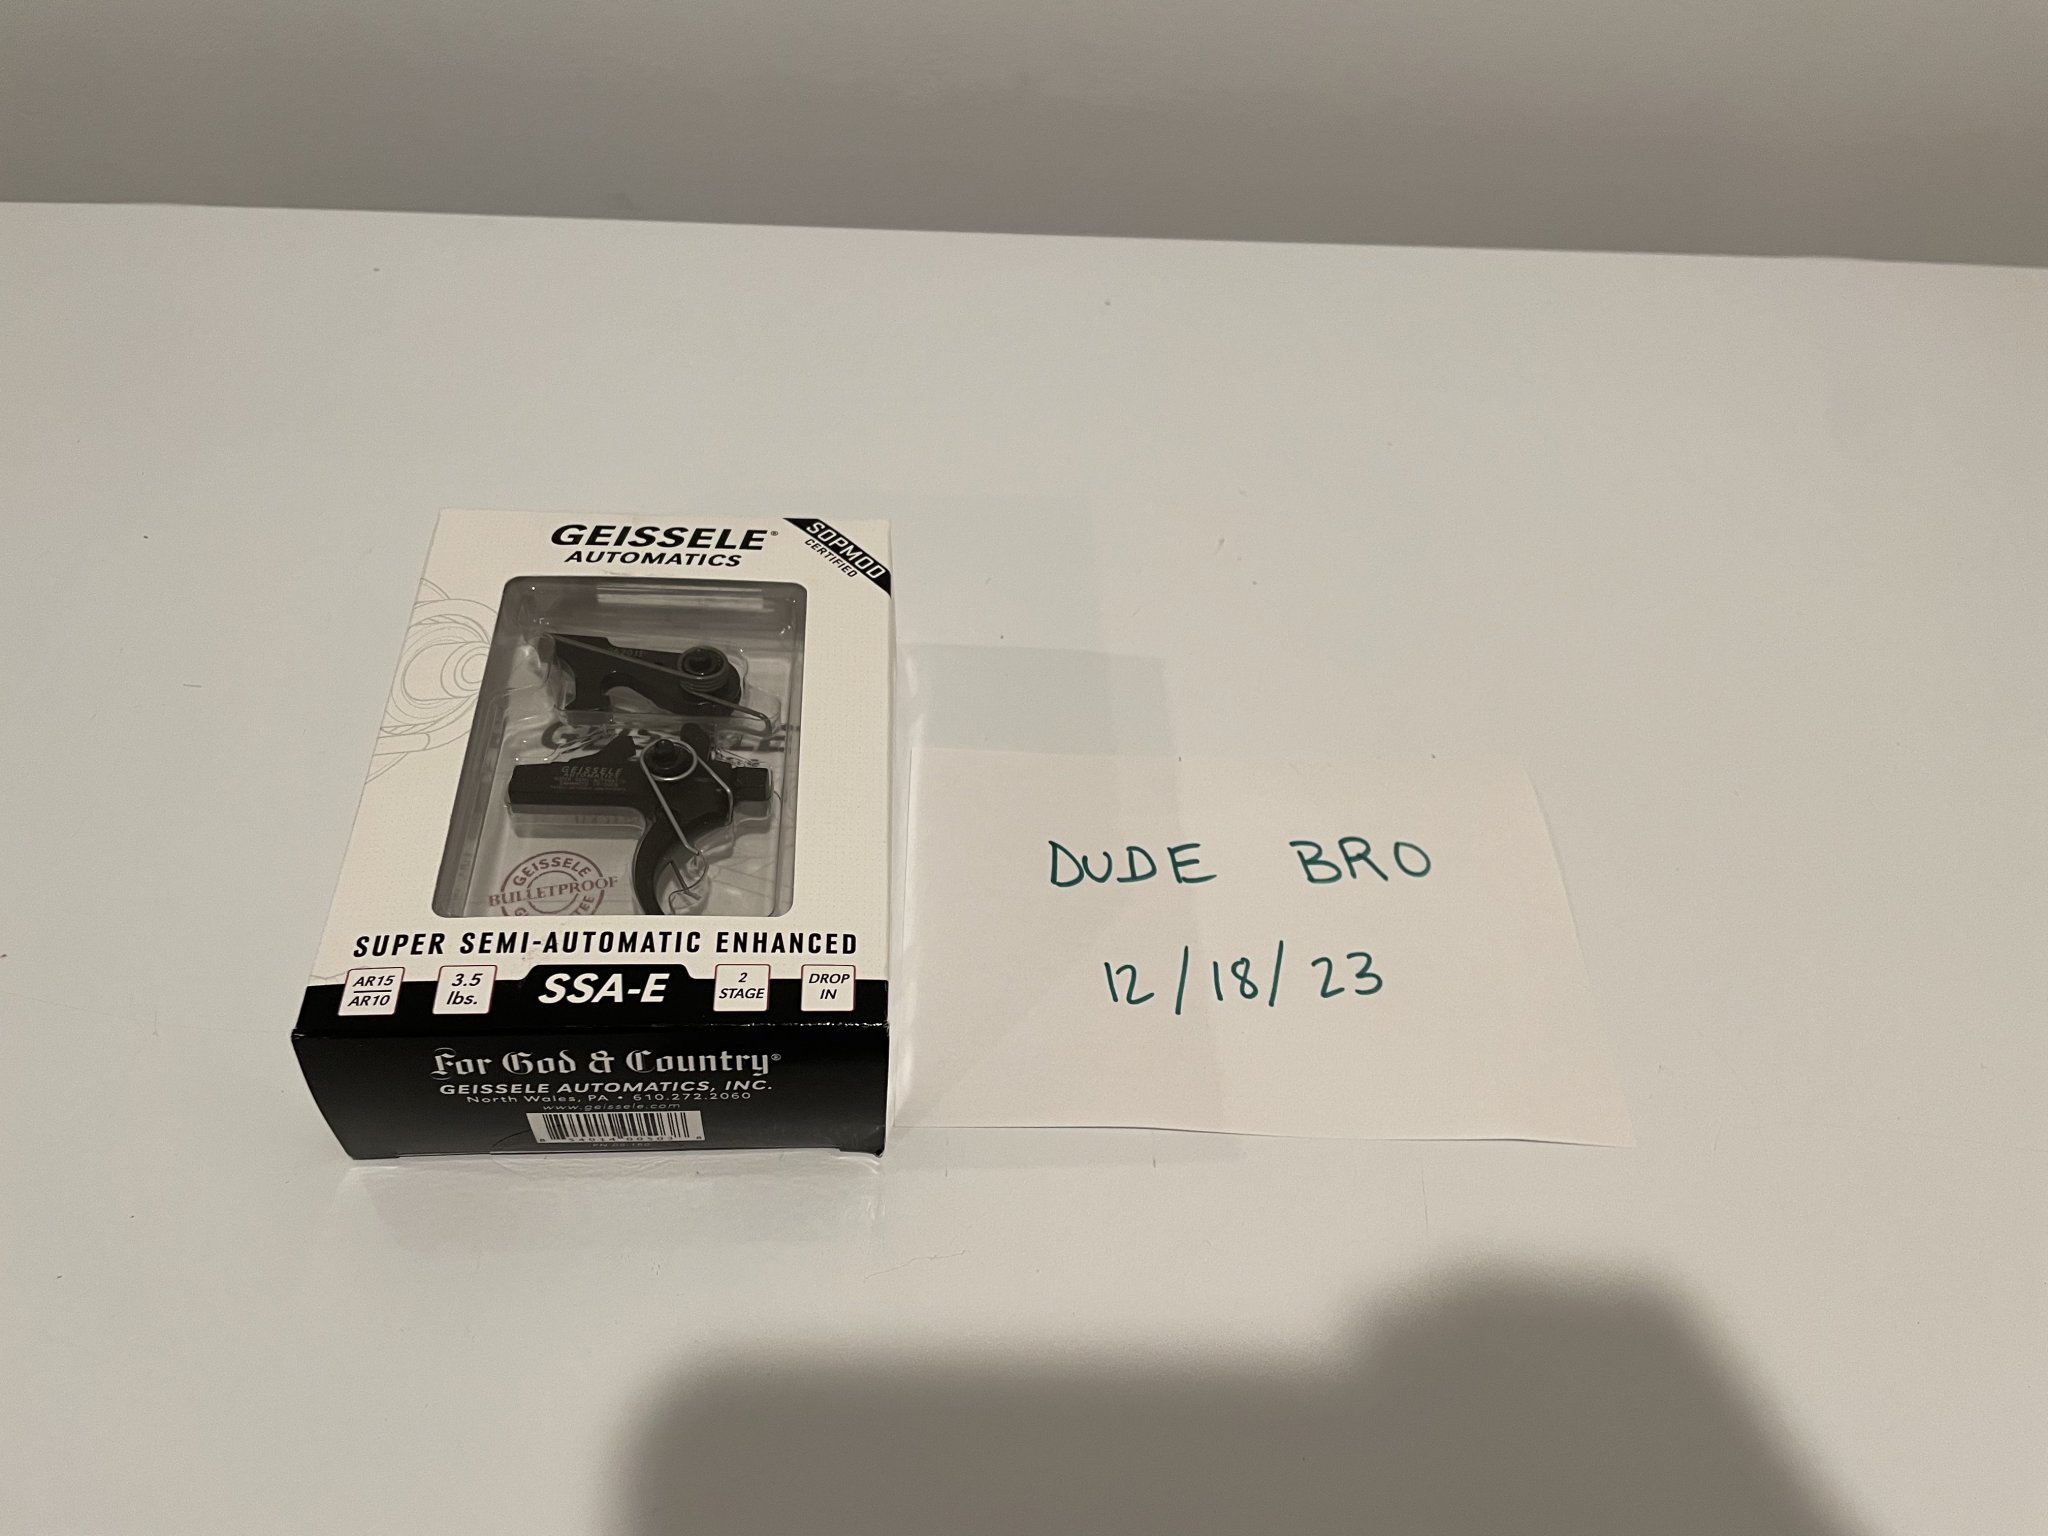 GEISSELE®
AUTOMATICS
SOPMOD
CERTIFIED
GEISSELE
AUTOMATICS
GEISSELE
BULLETPROOF
SUPER SEMI-AUTOMATIC ENHANCED
AR15
AR10
3.5
lbs.
SSA-E
2
STAGE
DROP
IN
For God & Country®
GEISSELE AUTOMATICS, INC.
North Wales, PA • 610.272.2060
www.geissele.com
DUDE BRO
12/18/23